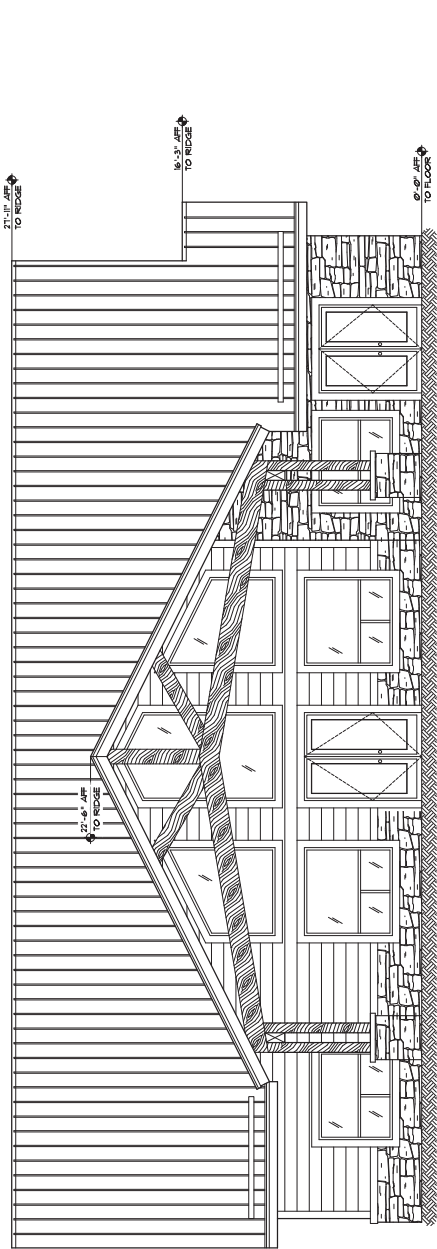 27'-11" AFF
TO RIDGE
22'-6" AFF
TO RIDGE
16'-3" AFF
TO RIDGE
0'-0" AFF
TO FLOOR